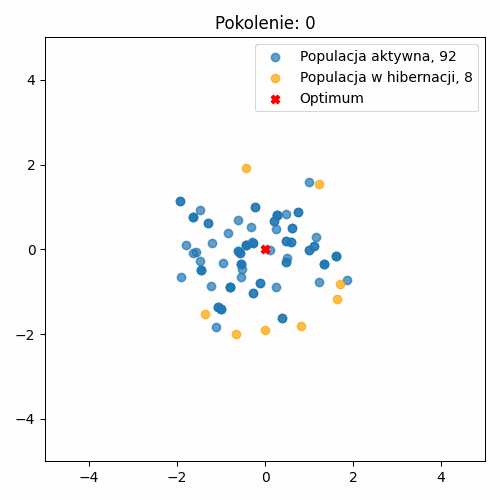 Pokolenie: 0
Populacja aktywna, 92
Populacja w hibernacji, 8
Optimum
4
2
0
−2
−4
−4 −2 0 2 4